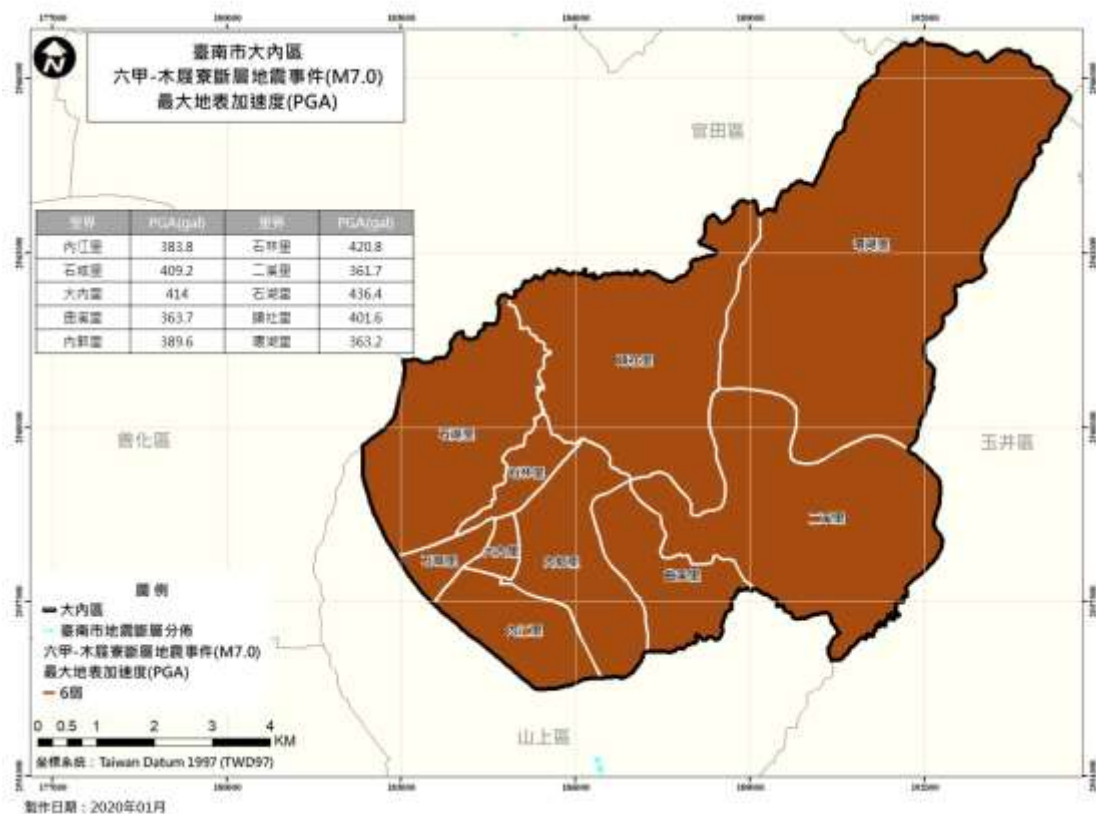 臺南市大內區
六甲-木屐寮斷層地震事件(M7.0)
最大地表加速度(PGA)
N
官田區
里界 PGA(gal) 里界 PGA(gal)
內江里 383.8 石林里 420.8
石城里 409.2 二溪里 361.7
大內里 414 石湖里 436.4
曲溪里 363.7 頭社里 401.6
內郭里 389.6 環湖里 363.2
環湖里
頭社里
石湖里
善化區
玉井區
石林里
二溪里
石城里
大內里
內郭里
曲溪里
內江里
山上區
圖例
大內區
臺南市地震斷層分佈
六甲-木屐寮斷層地震事件(M7.0)
最大地表加速度(PGA)
6級
0 0.5 1 2 3 4
KM
坐標系統：Taiwan Datum 1997 (TWD97)
製作日期：2020年01月